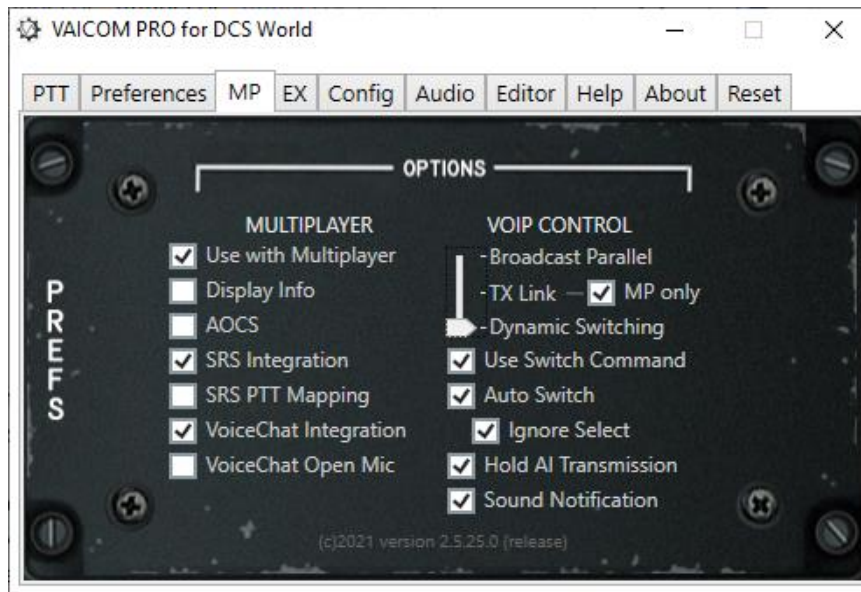 VAICOM PRO for DCS World
PTT Preferences MP EX Config Audio Editor Help About Reset
OPTIONS
PREFS
MULTIPLAYER
Use with Multiplayer
Display Info
AOCS
SRS Integration
SRS PTT Mapping
VoiceChat Integration
VoiceChat Open Mic
VOIP CONTROL
-Broadcast Parallel
-TX Link — MP only
-Dynamic Switching
Use Switch Command
Auto Switch
Ignore Select
Hold AI Transmission
Sound Notification
(c)2021 version 2.5.25.0 (release)